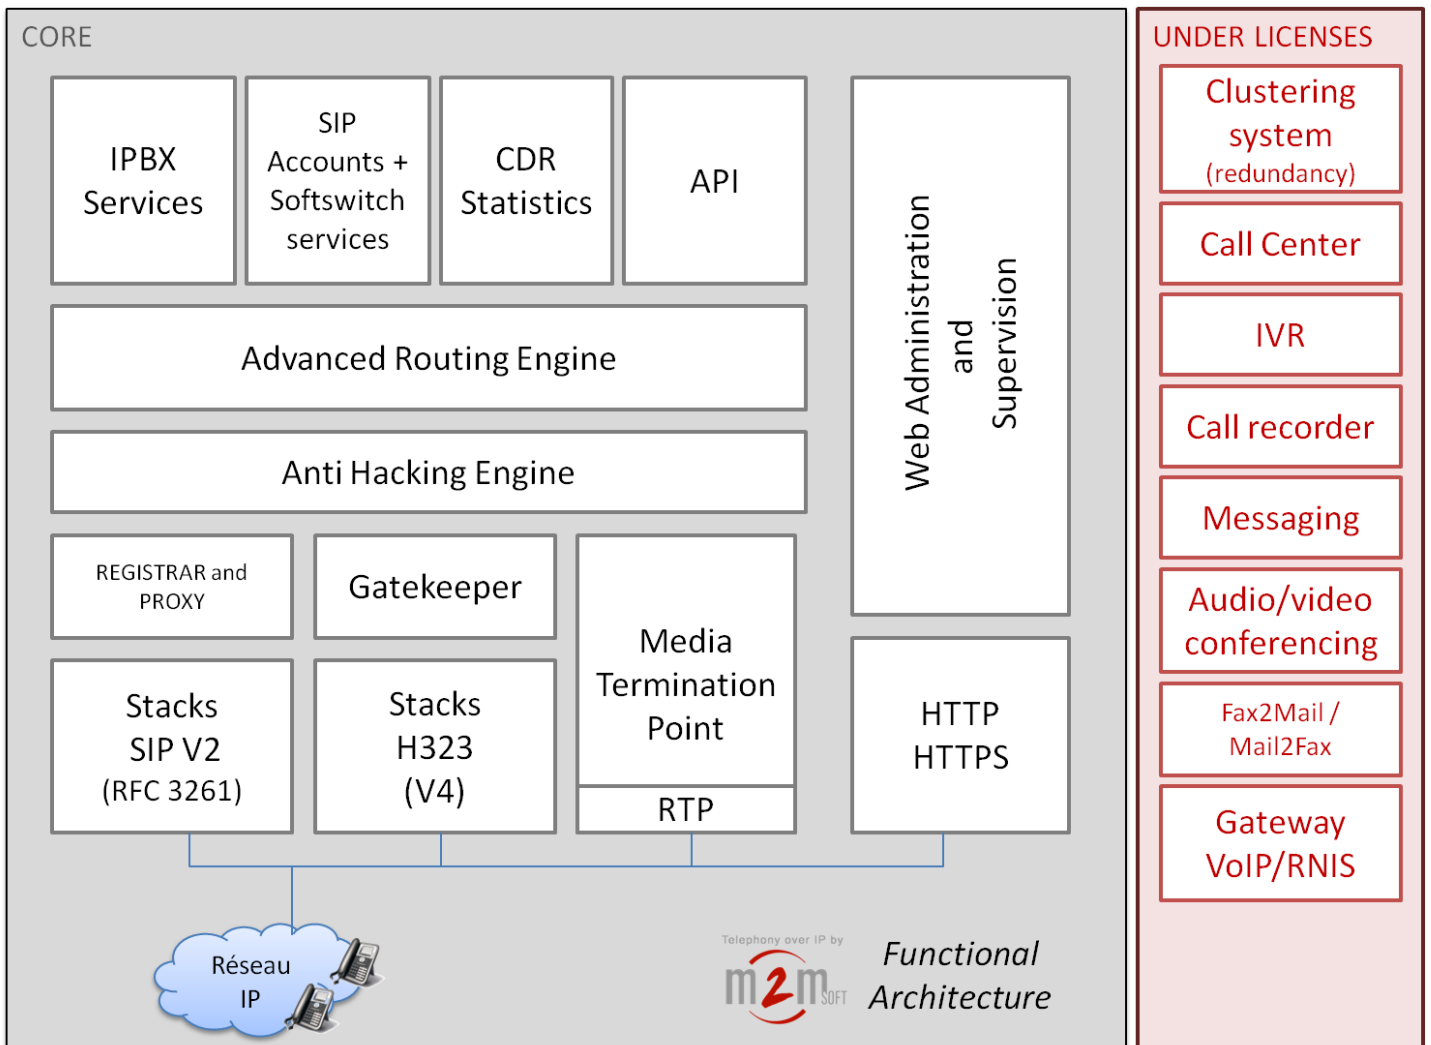 CORE
IPBX
Services
SIP
Accounts +
Softswitch
services
CDR
Statistics
API
Web Administration
and
Supervision
Advanced Routing Engine
Anti Hacking Engine
REGISTRAR and
PROXY
Gatekeeper
Media
Termination
Point
RTP
Stacks
SIP V2
(RFC 3261)
Stacks
H323
(V4)
HTTP
HTTPS
Réseau
IP
Telephony over IP by
m2m SOFT
Functional
Architecture
UNDER LICENSES
Clustering
system
(redundancy)
Call Center
IVR
Call recorder
Messaging
Audio/video
conferencing
Fax2Mail /
Mail2Fax
Gateway
VoIP/RNIS